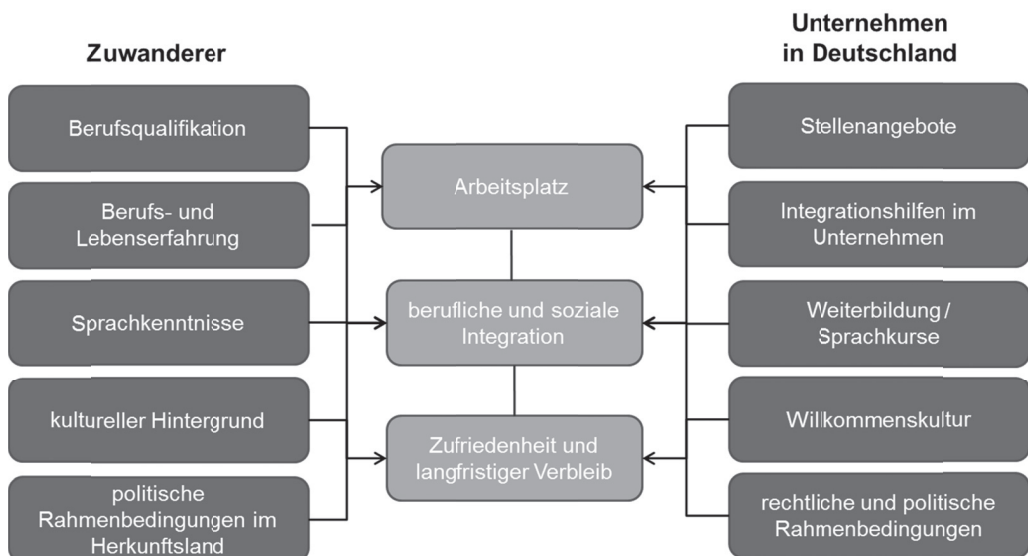 Zuwanderer
Berufsqualifikation
Berufs- und
Lebenserfahrung
Sprachkenntnisse
kultureller Hintergrund
politische
Rahmenbedingungen im
Herkunftsland
Arbeitsplatz
berufliche und soziale
Integration
Zufriedenheit und
langfristiger Verbleib
Unternehmen
in Deutschland
Stellenangebote
Integrationshilfen im
Unternehmen
Weiterbildung/
Sprachkurse
Willkommenskultur
rechtliche und politische
Rahmenbedingungen